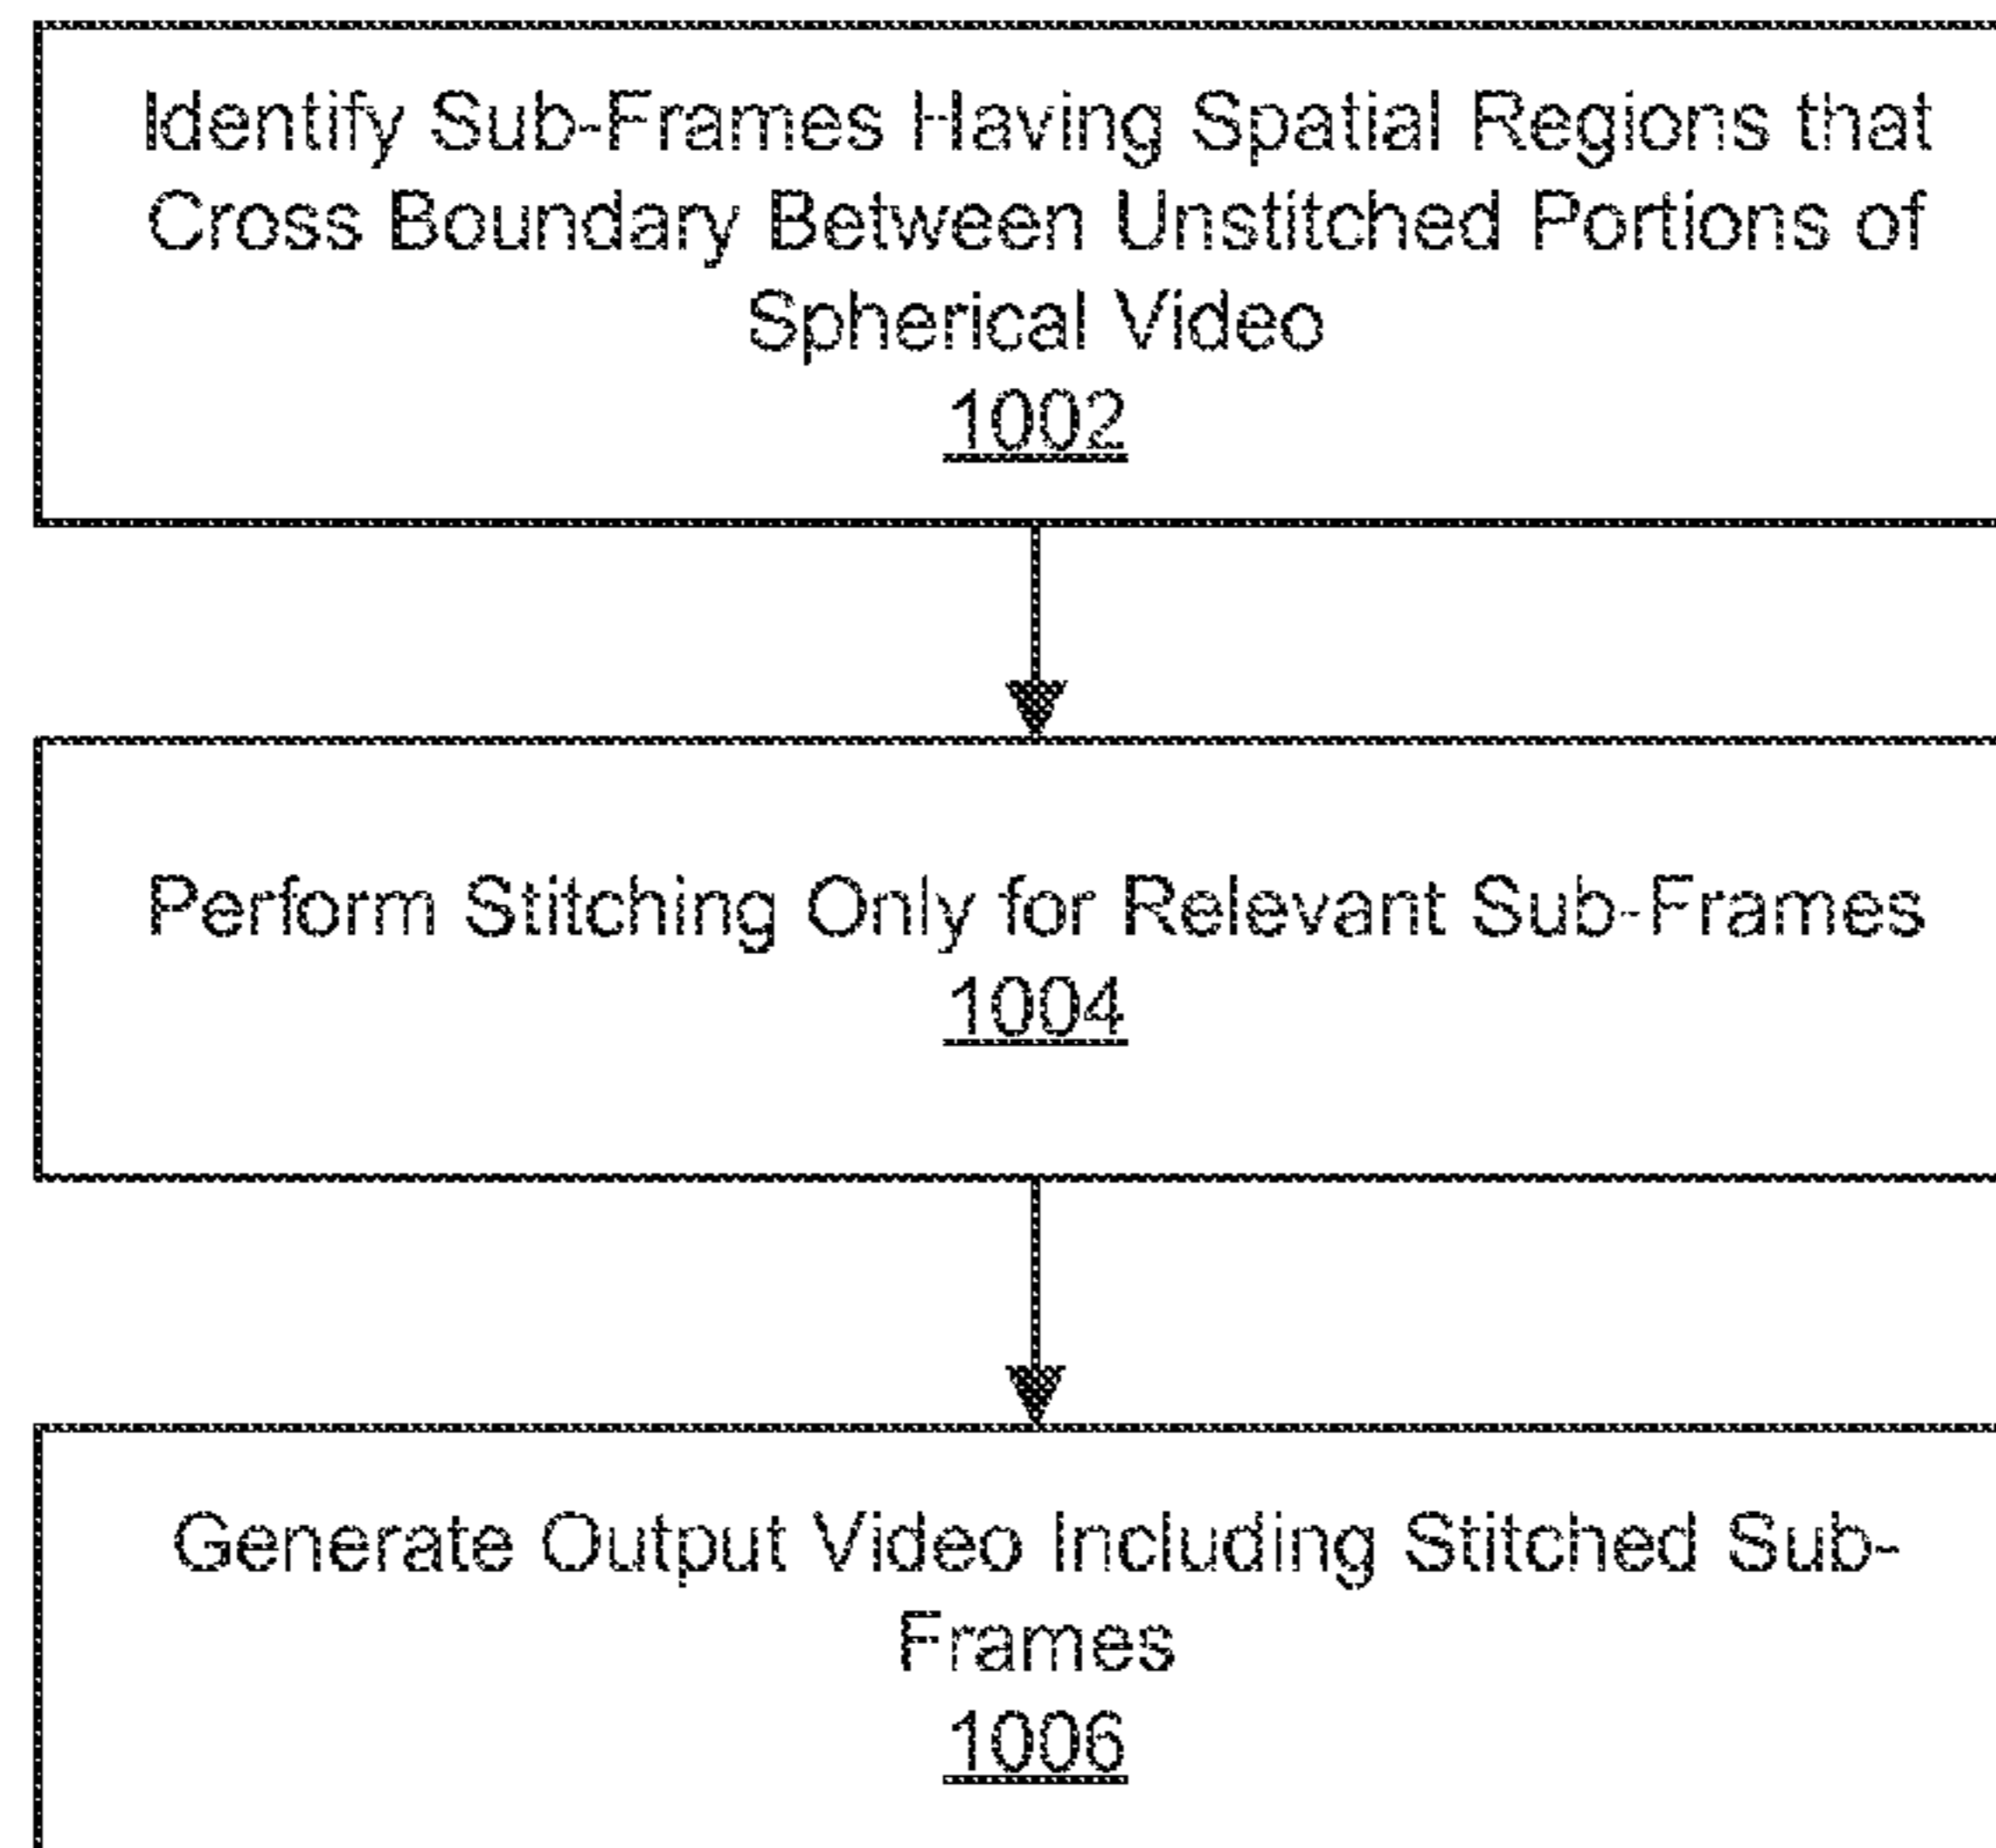 Identify Sub-Frames Having Spatial Regions that
Cross Boundary Between Unstitched Portions of
Spherical Video
1002
Perform Stitching Only for Relevant Sub-Frames
1004
Generate Output Video Including Stitched Sub-
Frames
1006